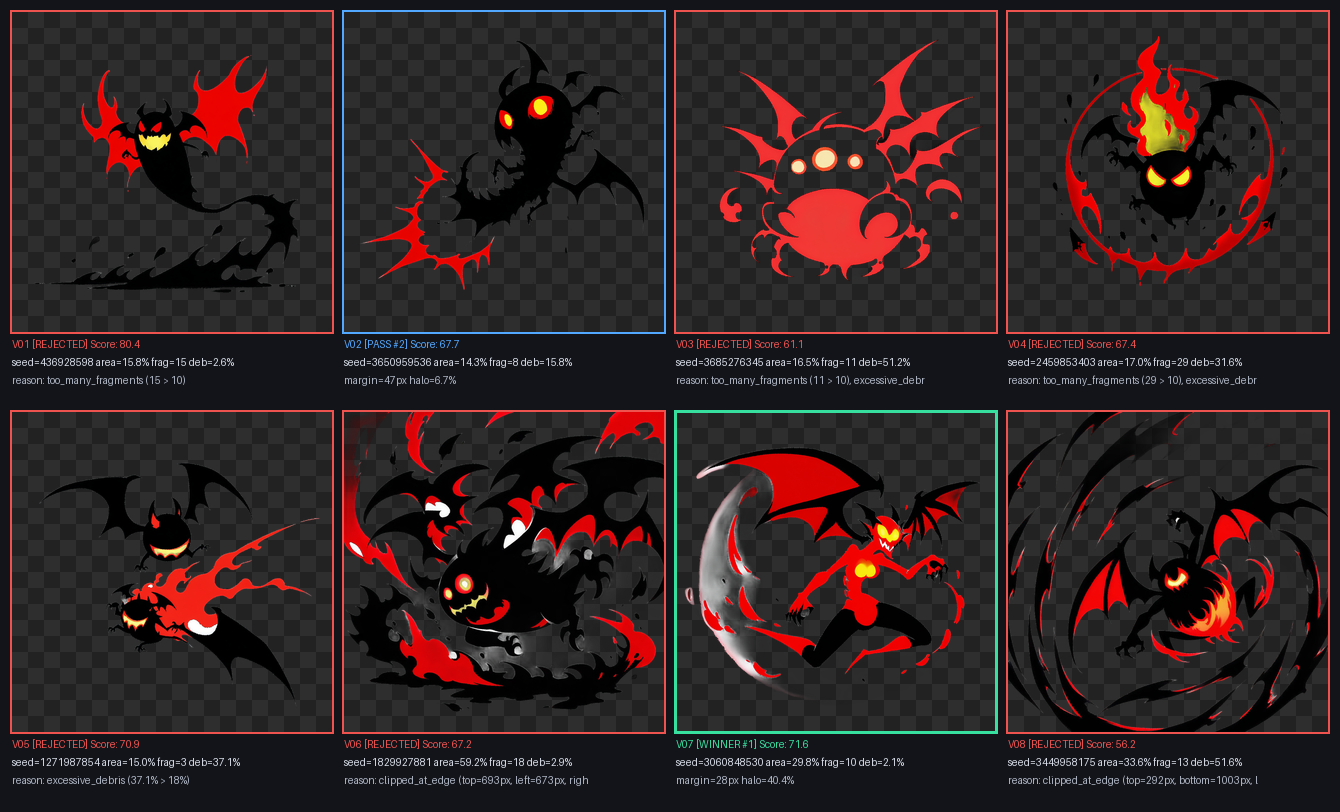 V01 [REJECTED] Score: 80.4
seed=436928598 area=15.8% frag=15 deb=2.6%
reason: too_many_fragments (15 > 10)
V02 [PASS #2] Score: 67.7
seed=3650959536 area=14.3% frag=8 deb=15.8%
margin=47px halo=6.7%
V03 [REJECTED] Score: 61.1
seed=3685276345 area=16.5% frag=11 deb=51.2%
reason: too_many_fragments (11 > 10), excessive_debr
V04 [REJECTED] Score: 67.4
seed=2459853403 area=17.0% frag=29 deb=31.6%
reason: too_many_fragments (29 > 10), excessive_debr
V05 [REJECTED] Score: 70.9
seed=1271987854 area=15.0% frag=3 deb=37.1%
reason: excessive_debris (37.1% > 18%)
V06 [REJECTED] Score: 67.2
seed=1829927881 area=59.2% frag=18 deb=2.9%
reason: clipped_at_edge (top=693px, left=673px, righ
V07 [WINNER #1] Score: 71.6
seed=3060848530 area=29.8% frag=10 deb=2.1%
margin=28px halo=40.4%
V08 [REJECTED] Score: 56.2
seed=3449958175 area=33.6% frag=13 deb=51.6%
reason: clipped_at_edge (top=292px, bottom=1003px, l